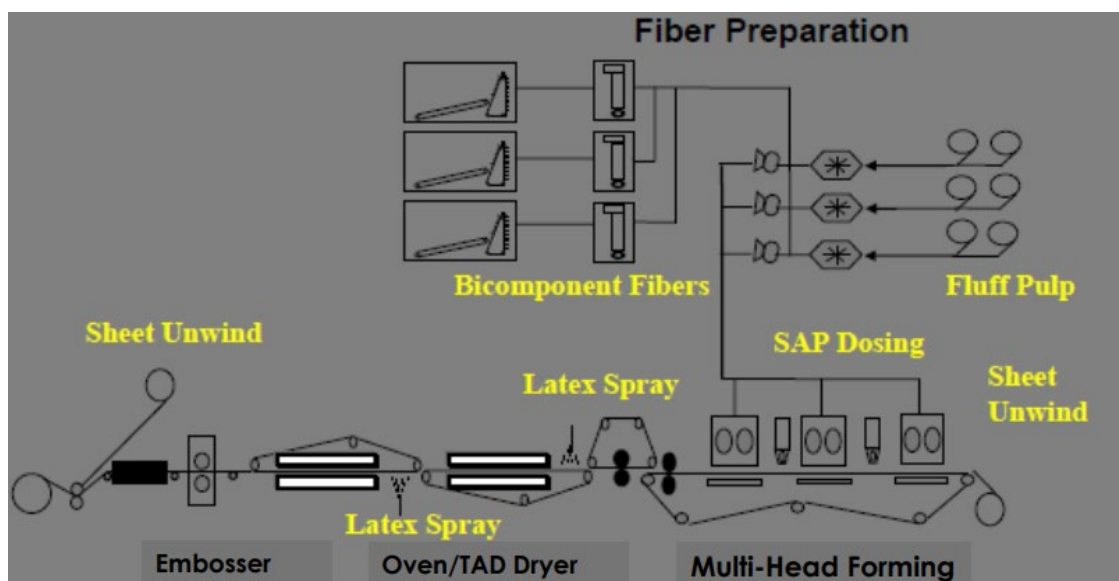 Fiber Preparation
Bicomponent Fibers
Fluff Pulp
Sheet Unwind
SAP Dosing
Latex Spray
Sheet
Unwind
Latex Spray
Embosser
Oven/TAD Dryer
Multi-Head Forming